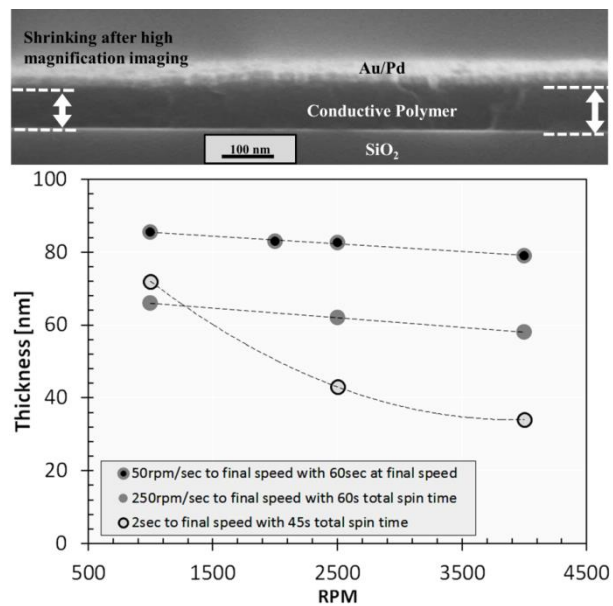 Shrinking after high
magnification imaging
Au/Pd
Conductive Polymer
100 nm
SiO₂
100
80
60
40
20
0
Thickness [nm]
50rpm/sec to final speed with 60sec at final speed
250rpm/sec to final speed with 60s total spin time
2sec to final speed with 45s total spin time
500
1500
2500
3500
4500
RPM